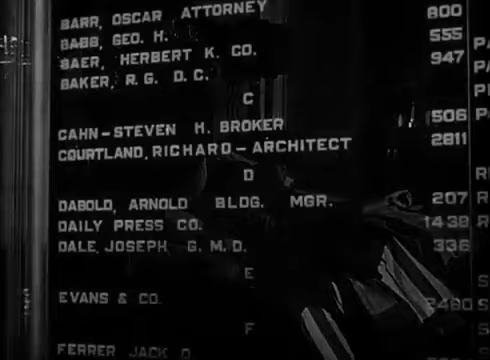 BARR, OSCAR ATTORNEY 800
BABB, GEO. H. 555
BAER, HERBERT K. CO. 947
BAKER, R.G. D.C.
C
CAHN-STEVEN H. BROKER 1506
COURTLAND, RICHARD-ARCHITECT 2811
D
DABOLD, ARNOLD BLDG. MGR. 207
DAILY PRESS CO. 1438
DALE, JOSEPH G. M.D. 336
E
EVANS & CO. 2480
F
FERRER JACK